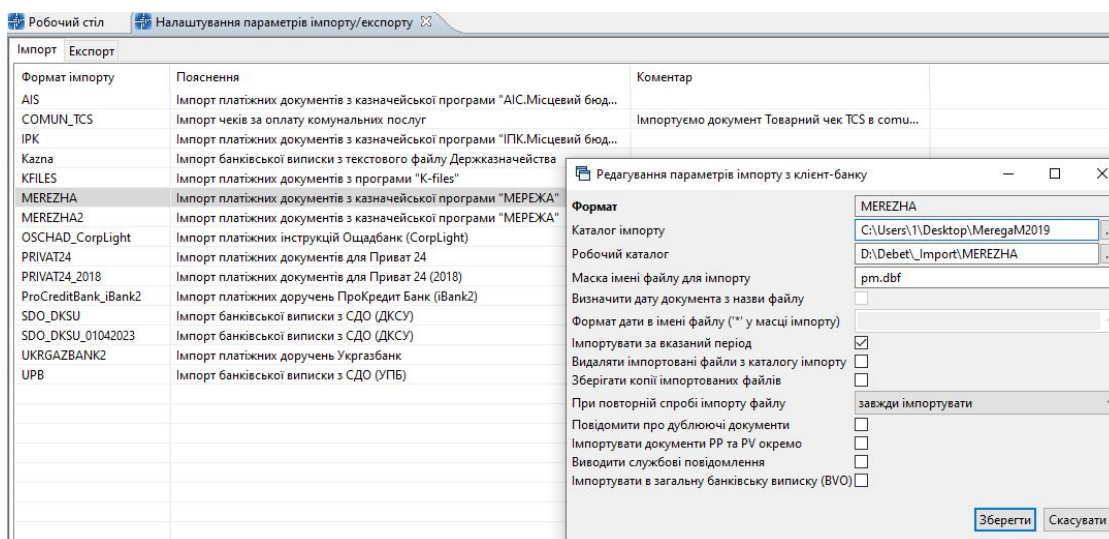 Робочий стіл
Налаштування параметрів імпорту/експорту
Імпорт Експорт
Формат імпорту Пояснення Коментар
AIS Імпорт платіжних документів з казначейської програми "АІС.Місцевий бюд...
COMUN_TCS Імпорт чеків за оплату комунальних послуг Імпортуємо документ Товарний чек TCS в comu...
IPK Імпорт платіжних документів з казначейської програми "ІПК.Місцевий бюд...
Kazna Імпорт банківської виписки з текстового файлу Держказначейства
KFILES Імпорт платіжних документів з програми "K-files"
MEREZHA Імпорт платіжних документів з казначейської програми "МЕРЕЖА"
MEREZHA2 Імпорт платіжних документів з казначейської програми "МЕРЕЖА"
OSCHAD_CorpLight Імпорт платіжних інструкцій Ощадбанк (CorpLight)
PRIVAT24 Імпорт платіжних документів для Приват 24
PRIVAT24_2018 Імпорт платіжних документів для Приват 24 (2018)
ProCreditBank_iBank2 Імпорт платіжних доручень ПроКредит Банк (iBank2)
SDO_DKSU Імпорт банківської виписки з СДО (ДКСУ)
SDO_DKSU_01042023 Імпорт банківської виписки з СДО (ДКСУ)
UKRGAZBANK2 Імпорт платіжних доручень Укргазбанк
UPB Імпорт банківської виписки з СДО (УПБ)
Редагування параметрів імпорту з клієнт-банку
Формат MEREZHA
Каталог імпорту C:\Users\1\Desktop\MeregaM2019
Робочий каталог D:\Debet\_Import\MEREZHA
Маска імені файлу для імпорту pm.dbf
Визначити дату документа з назви файлу
Формат дати в імені файлу ('*' у масці імпорту)
Імпортувати за вказаний період
Видаляти імпортовані файли з каталогу імпорту
Зберігати копії імпортованих файлів
При повторній спробі імпорту файлу завжди імпортувати
Повідомити про дублюючі документи
Імпортувати документи PP та PV окремо
Виводити службові повідомлення
Імпортувати в загальну банківську виписку (BVO)
Зберегти Скасувати